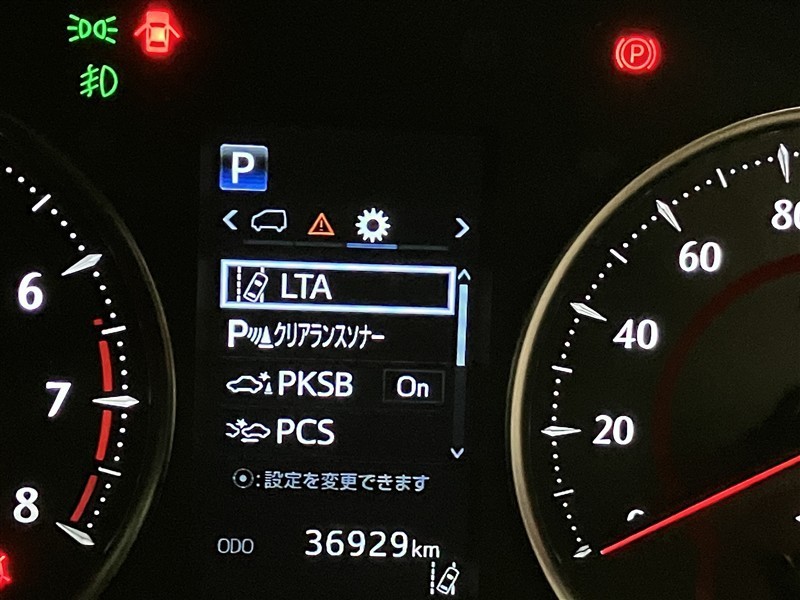 P
P
LTA
Pクリアランスソナー
PKSB On
PCS
:設定を変更できます
ODO 36929km
6
7
8
80
60
40
20